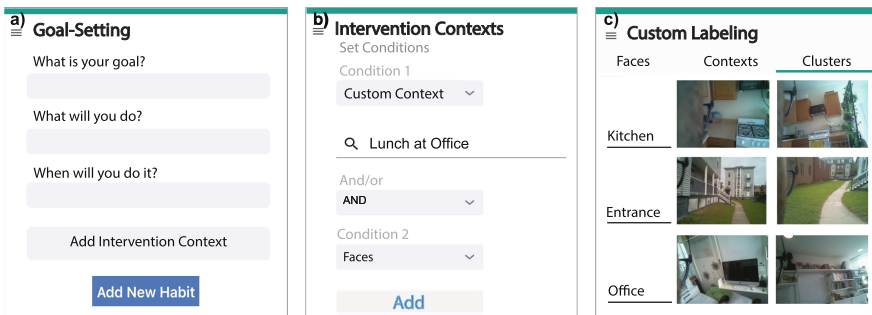 a)
Goal-Setting
What is your goal?
What will you do?
When will you do it?
Add Intervention Context
Add New Habit
b)
Intervention Contexts
Set Conditions
Condition 1
Custom Context
Lunch at Office
And/or
AND
Condition 2
Faces
Add
c)
Custom Labeling
Faces Contexts Clusters
Kitchen
Entrance
Office